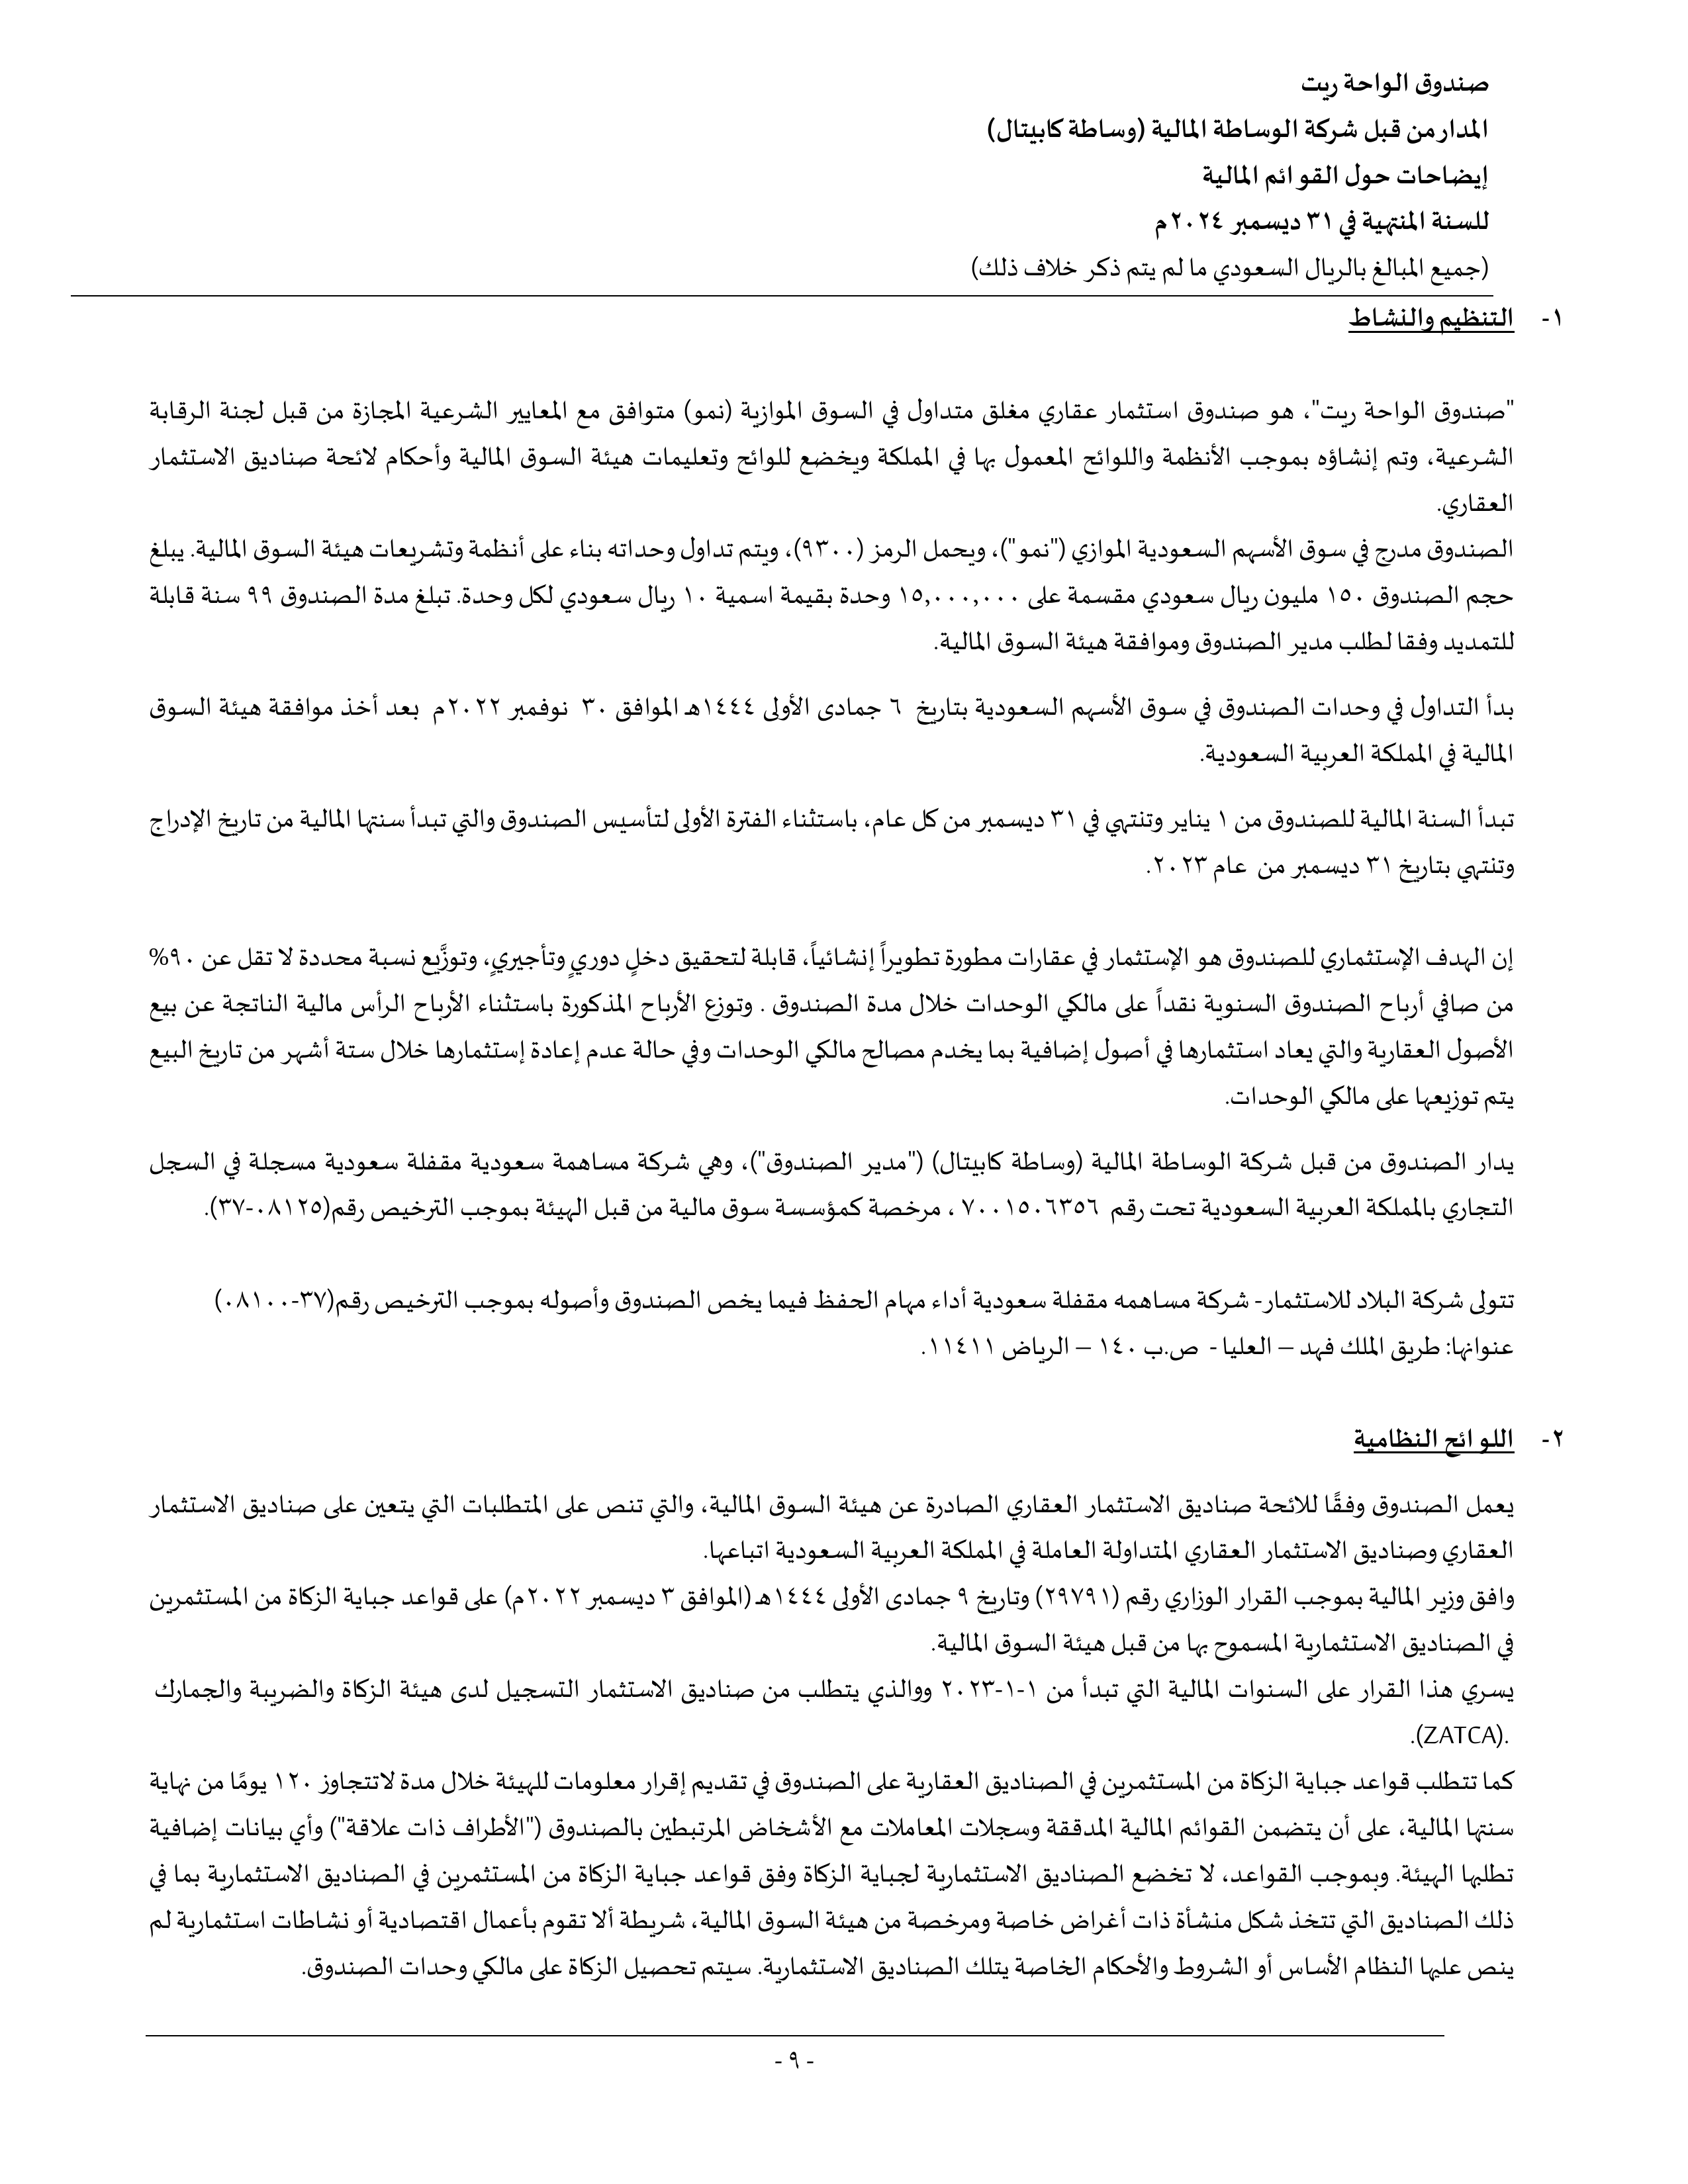 صندوق الواحة ريت
المدار من قبل شركة الوساطة المالية (وساطة كابيتال)
إيضاحات حول القوائم المالية
للسنة المنتهية في ٣١ ديسمبر ٢٠٢٤م
(جميع المبالغ بالريال السعودي ما لم يتم ذكر خلاف ذلك)
١- التنظيم والنشاط
"صندوق الواحة ريت"، هو صندوق استثمار عقاري مغلق متداول في السوق الموازية (نمو) متوافق مع المعايير الشرعية المجازة من قبل لجنة الرقابة
الشرعية، وتم إنشاؤه بموجب الأنظمة واللوائح المعمول بها في المملكة ويخضع للوائح وتعليمات هيئة السوق المالية وأحكام لائحة صناديق الاستثمار
العقاري.
الصندوق مدرج في سوق الأسهم السعودية الموازي ("نمو")، ويحمل الرمز (٩٣٠٠)، ويتم تداول وحداته بناء على أنظمة وتشريعات هيئة السوق المالية. يبلغ
حجم الصندوق ١٥٠ مليون ريال سعودي مقسمة على ١٥,٠٠٠,٠٠٠ وحدة بقيمة اسمية ١٠ ريال سعودي لكل وحدة. تبلغ مدة الصندوق ٩٩ سنة قابلة
للتمديد وفقا لطلب مدير الصندوق وموافقة هيئة السوق المالية.
بدأ التداول في وحدات الصندوق في سوق الأسهم السعودية بتاريخ ٦ جمادى الأولى ١٤٤٤هـ الموافق ٣٠ نوفمبر ٢٠٢٢م بعد أخذ موافقة هيئة السوق
المالية في المملكة العربية السعودية.
تبدأ السنة المالية للصندوق من ١ يناير وتنتهي في ٣١ ديسمبر من كل عام، باستثناء الفترة الأولى لتأسيس الصندوق والتي تبدأ سنتها المالية من تاريخ الإدراج
وتنتهي بتاريخ ٣١ ديسمبر من عام ٢٠٢٣.
إن الهدف الإستثماري للصندوق هو الإستثمار في عقارات مطورة تطويراً إنشائياً، قابلة لتحقيق دخلٍ دوريٍ وتأجيريٍ، وتوزَّيع نسبة محددة لا تقل عن ٩٠%
من صافي أرباح الصندوق السنوية نقداً على مالكي الوحدات خلال مدة الصندوق . وتوزع الأرباح المذكورة باستثناء الأرباح الرأس مالية الناتجة عن بيع
الأصول العقارية والتي يعاد استثمارها في أصول إضافية بما يخدم مصالح مالكي الوحدات وفي حالة عدم إعادة إستثمارها خلال ستة أشهر من تاريخ البيع
يتم توزيعها على مالكي الوحدات.
يدار الصندوق من قبل شركة الوساطة المالية (وساطة كابيتال) ("مدير الصندوق")، وهي شركة مساهمة سعودية مقفلة سعودية مسجلة في السجل
التجاري بالمملكة العربية السعودية تحت رقم ٧٠٠١٥٠٦٣٥٦ ، مرخصة كمؤسسة سوق مالية من قبل الهيئة بموجب الترخيص رقم(٠٨١٢٥-٣٧).
تتولى شركة البلاد للاستثمار- شركة مساهمه مقفلة سعودية أداء مهام الحفظ فيما يخص الصندوق وأصوله بموجب الترخيص رقم(٣٧-٠٨١٠٠)
عنوانها: طريق الملك فهد – العليا - ص.ب ١٤٠ – الرياض ١١٤١١.
٢- اللوائح النظامية
يعمل الصندوق وفقًا للائحة صناديق الاستثمار العقاري الصادرة عن هيئة السوق المالية، والتي تنص على المتطلبات التي يتعين على صناديق الاستثمار
العقاري وصناديق الاستثمار العقاري المتداولة العاملة في المملكة العربية السعودية اتباعها.
وافق وزير المالية بموجب القرار الوزاري رقم (٢٩٧٩١) وتاريخ ٩ جمادى الأولى ١٤٤٤هـ (الموافق ٣ ديسمبر ٢٠٢٢م) على قواعد جباية الزكاة من المستثمرين
في الصناديق الاستثمارية المسموح بها من قبل هيئة السوق المالية.
يسري هذا القرار على السنوات المالية التي تبدأ من ١-١-٢٠٢٣ ووالذي يتطلب من صناديق الاستثمار التسجيل لدى هيئة الزكاة والضريبة والجمارك
.(ZATCA).
كما تتطلب قواعد جباية الزكاة من المستثمرين في الصناديق العقارية على الصندوق في تقديم إقرار معلومات للهيئة خلال مدة لاتتجاوز ١٢٠ يومًا من نهاية
سنتها المالية، على أن يتضمن القوائم المالية المدققة وسجلات المعاملات مع الأشخاض المرتبطين بالصندوق ("الأطراف ذات علاقة") وأي بيانات إضافية
تطلبها الهيئة. وبموجب القواعد، لا تخضع الصناديق الاستثمارية لجباية الزكاة وفق قواعد جباية الزكاة من المستثمرين في الصناديق الاستثمارية بما في
ذلك الصناديق التي تتخذ شكل منشأة ذات أغراض خاصة ومرخصة من هيئة السوق المالية، شريطة ألا تقوم بأعمال اقتصادية أو نشاطات استثمارية لم
ينص عليها النظام الأساس أو الشروط والأحكام الخاصة يتلك الصناديق الاستثمارية. سيتم تحصيل الزكاة على مالكي وحدات الصندوق.
- ٩ -